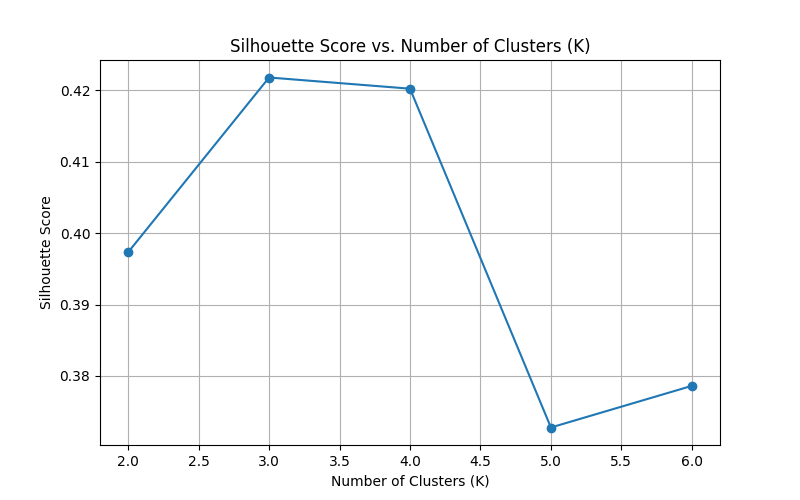 Silhouette Score vs. Number of Clusters (K)
0.42
0.41
0.40
0.39
0.38
Silhouette Score
2.0 2.5 3.0 3.5 4.0 4.5 5.0 5.5 6.0
Number of Clusters (K)